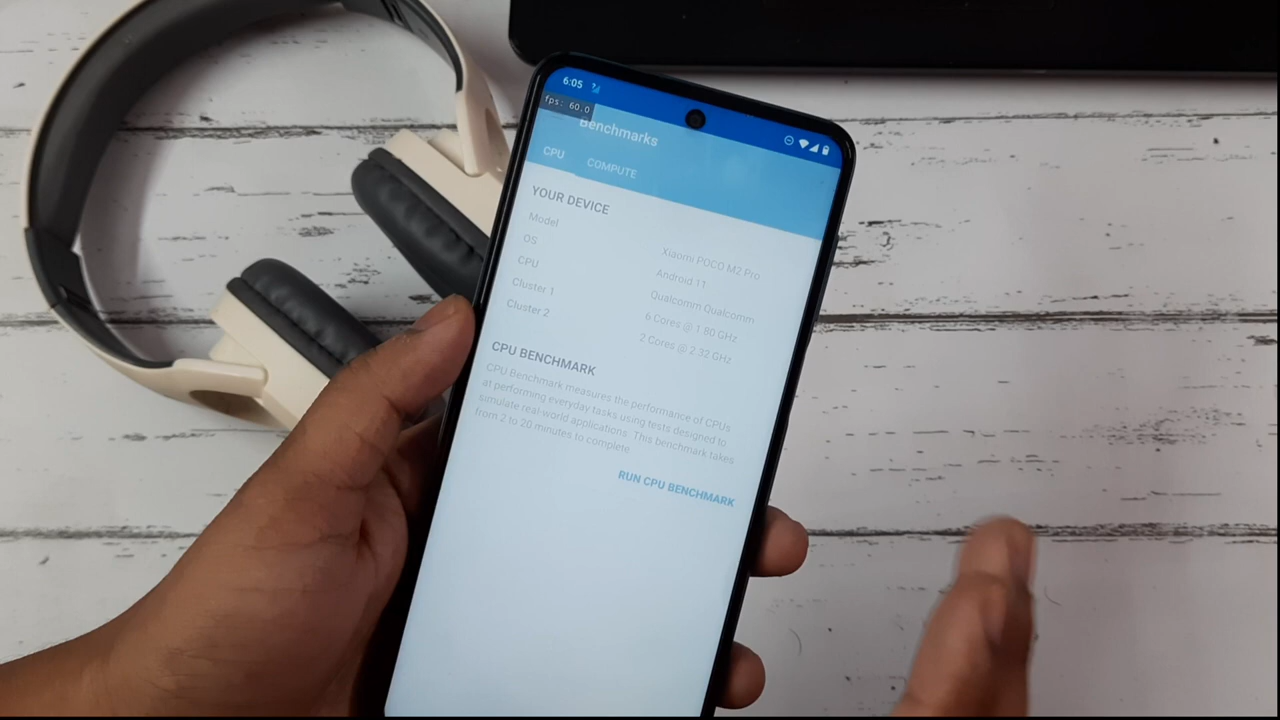 6:05
fps: 60.0
Benchmarks
CPU COMPUTE
YOUR DEVICE
Model Xiaomi POCO M2 Pro
OS Android 11
CPU Qualcomm Qualcomm
Cluster 1 6 Cores @ 1.80 GHz
Cluster 2 2 Cores @ 2.32 GHz
CPU BENCHMARK
CPU Benchmark measures the performance of CPUs
at performing everyday tasks using tests designed to
simulate real-world applications. This benchmark takes
from 2 to 20 minutes to complete
RUN CPU BENCHMARK